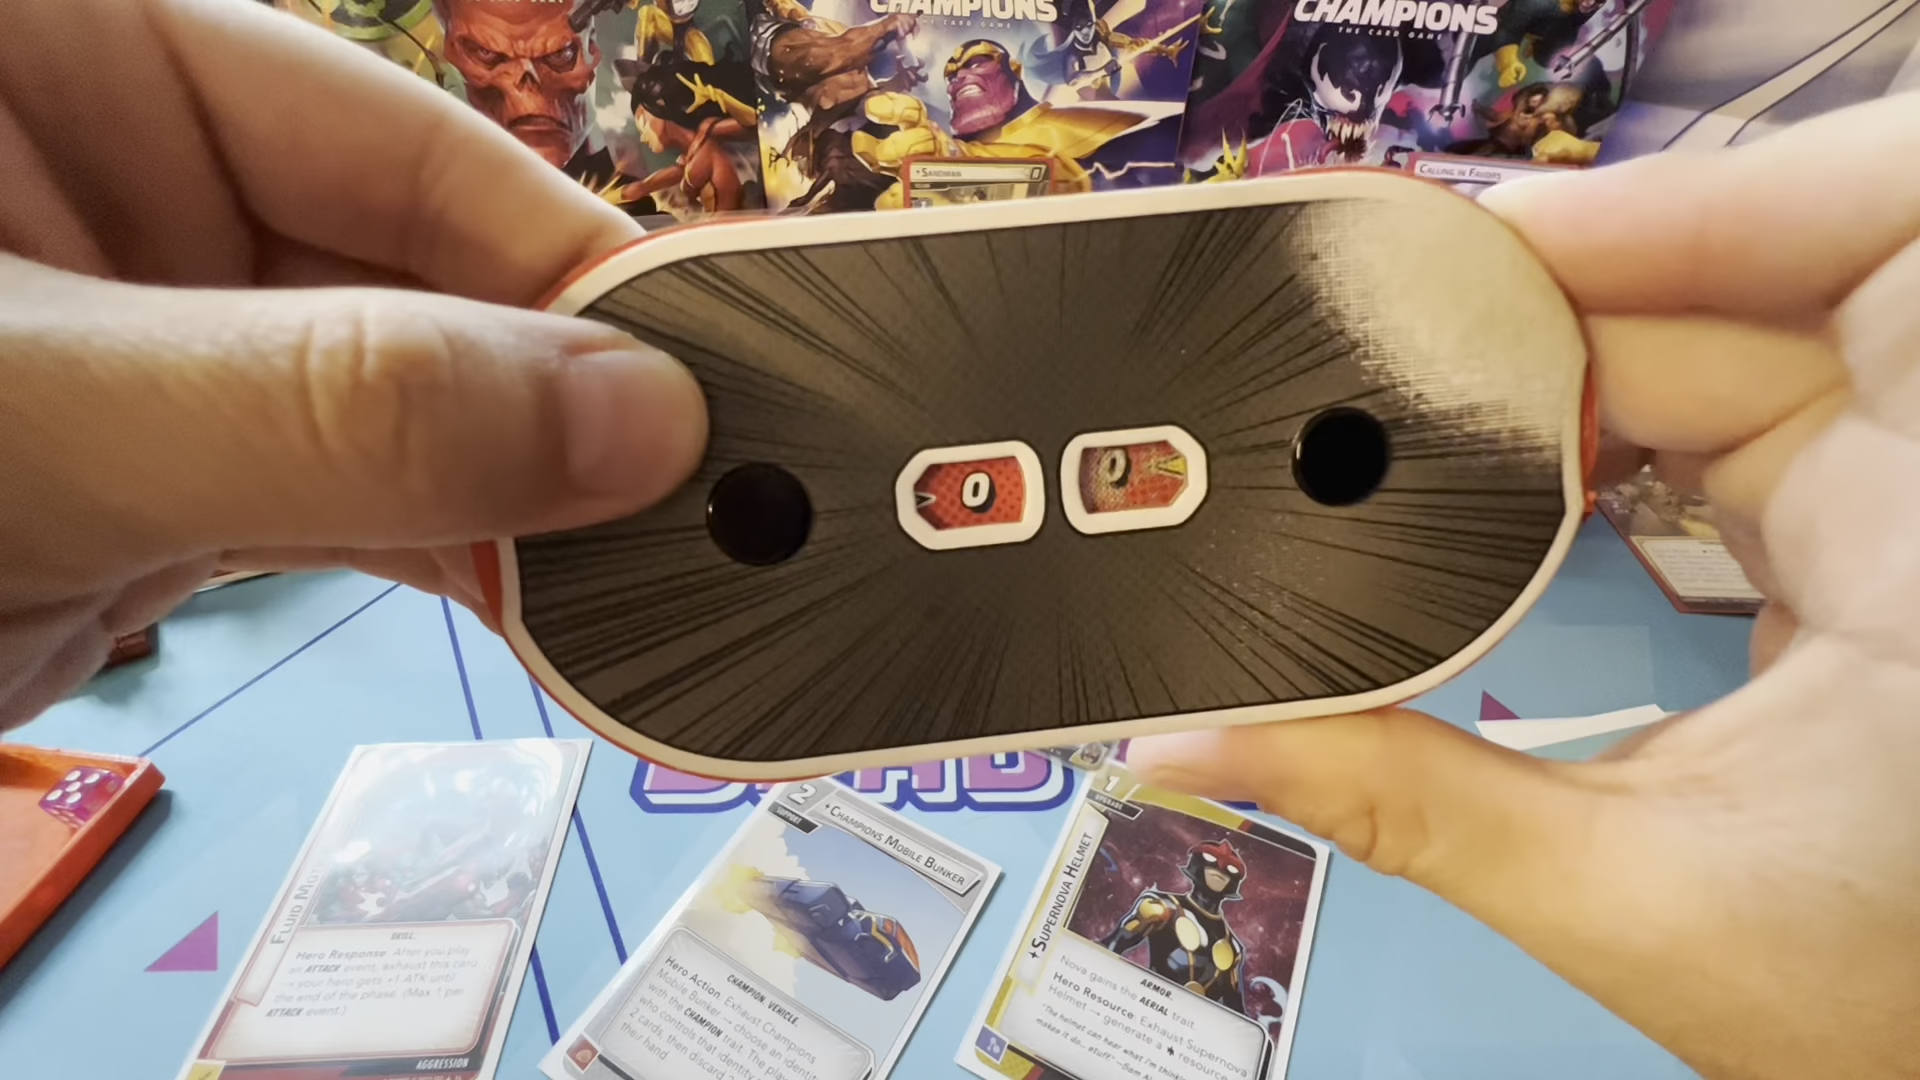 CHAMPIONS
THE CARD GAME
CHAMPIONS
THE CARD GAME
SANDMAN
CALLING IN FAVORS
0
0
FLUID MO
SKILL.
Hero Response: After you play
an ATTACK event, exhaust this card
→ your hero gets +1 ATK until
the end of the phase. (Max 1 per
ATTACK event.)
AGGRESSION
2
SUPPORT
CHAMPIONS MOBILE BUNKER
CHAMPION. VEHICLE.
Hero Action: Exhaust Champions
Mobile Bunker → choose an identity
with the CHAMPION trait. The
who controls that identity
2 cards, then discard
their hand.
1
UPGRADE
SUPERNOVA HELMET
ARMOR.
Nova gains the AERIAL trait.
Hero Resource: Exhaust Supernova
Helmet → generate a resource
"The helmet can hear what I'm
makes it do... stuff." —Sam